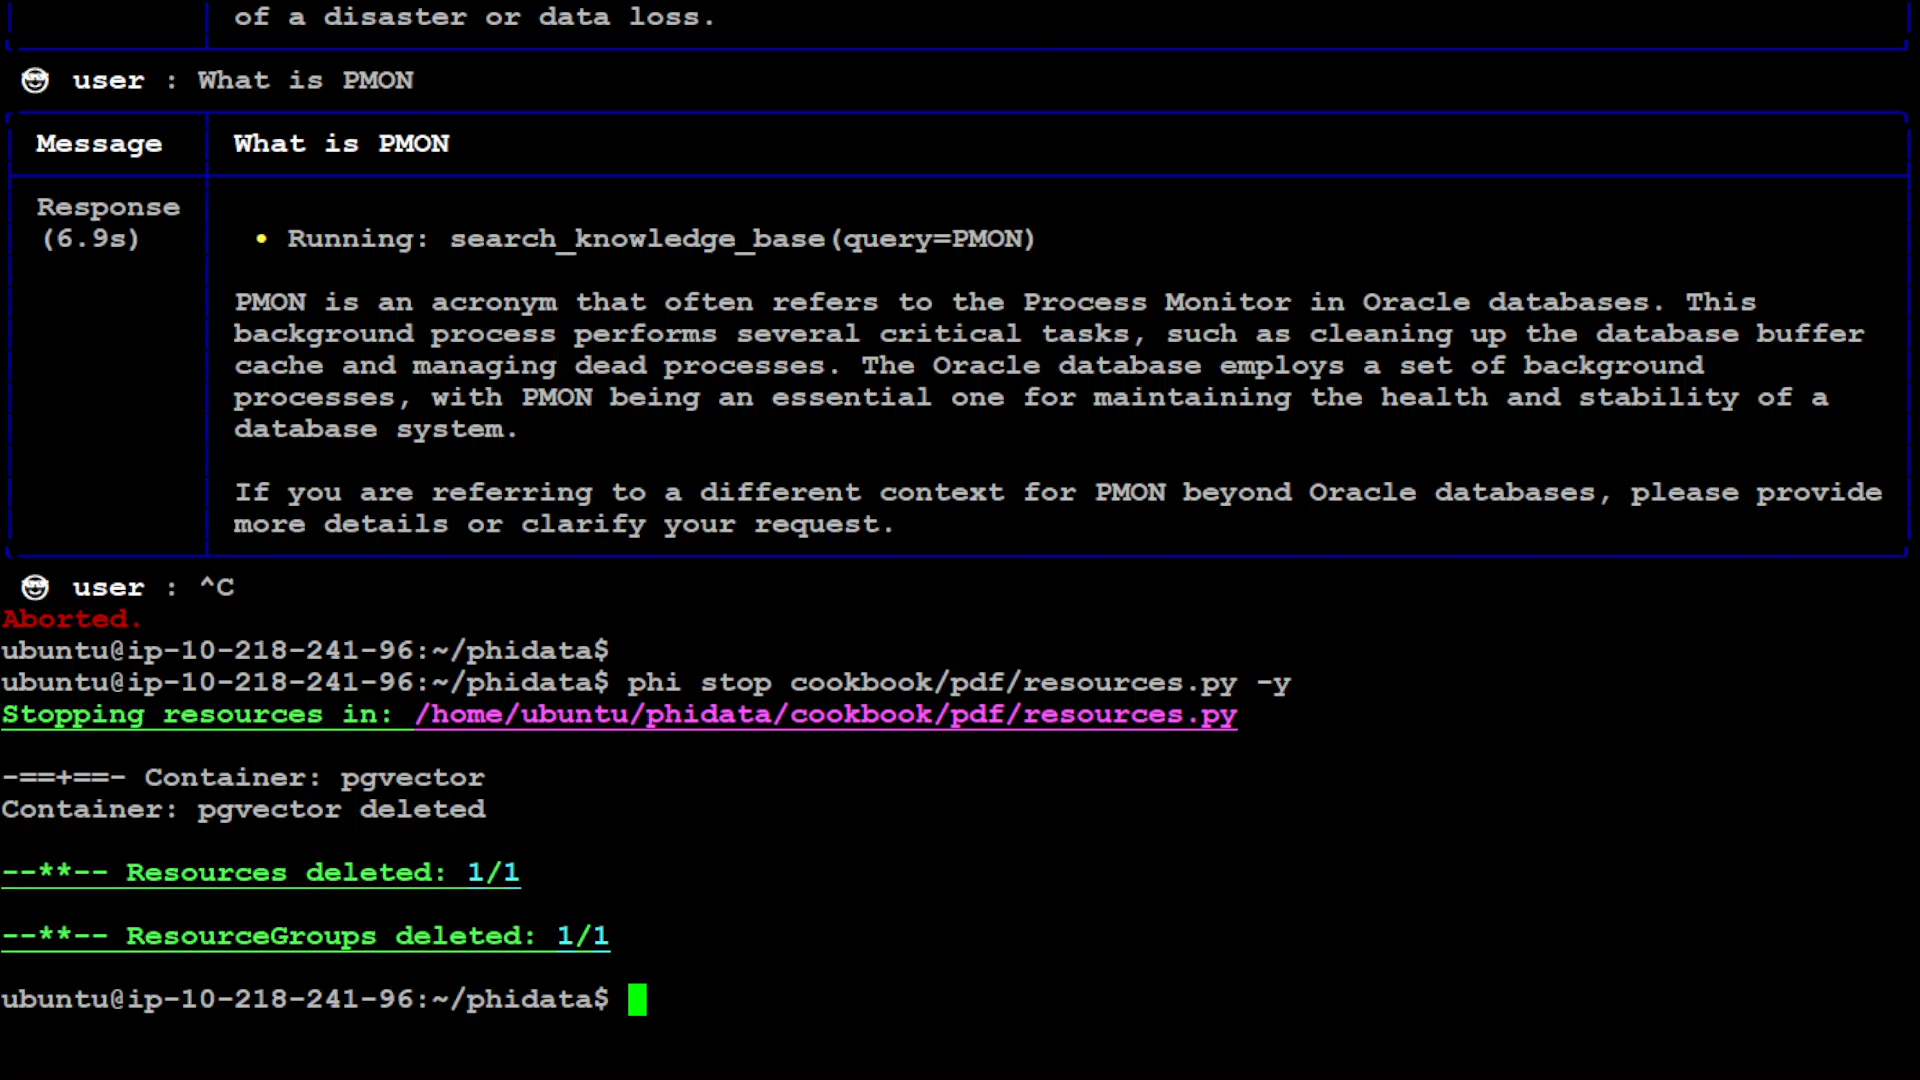 of a disaster or data loss.
😎 user : What is PMON
Message What is PMON
Response
(6.9s) • Running: search_knowledge_base(query=PMON)
PMON is an acronym that often refers to the Process Monitor in Oracle databases. This
background process performs several critical tasks, such as cleaning up the database buffer
cache and managing dead processes. The Oracle database employs a set of background
processes, with PMON being an essential one for maintaining the health and stability of a
database system.
If you are referring to a different context for PMON beyond Oracle databases, please provide
more details or clarify your request.
😎 user : ^C
Aborted.
ubuntu@ip-10-218-241-96:~/phidata$
ubuntu@ip-10-218-241-96:~/phidata$ phi stop cookbook/pdf/resources.py -y
Stopping resources in: /home/ubuntu/phidata/cookbook/pdf/resources.py
-==+==- Container: pgvector
Container: pgvector deleted
--**-- Resources deleted: 1/1
--**-- ResourceGroups deleted: 1/1
ubuntu@ip-10-218-241-96:~/phidata$